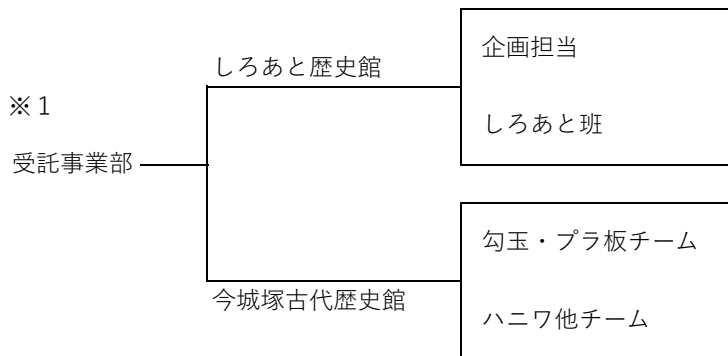 企画担当
しろあと歴史館
※1
しろあと班
受託事業部
勾玉・プラ板チーム
今城塚古代歴史館
ハニワ他チーム